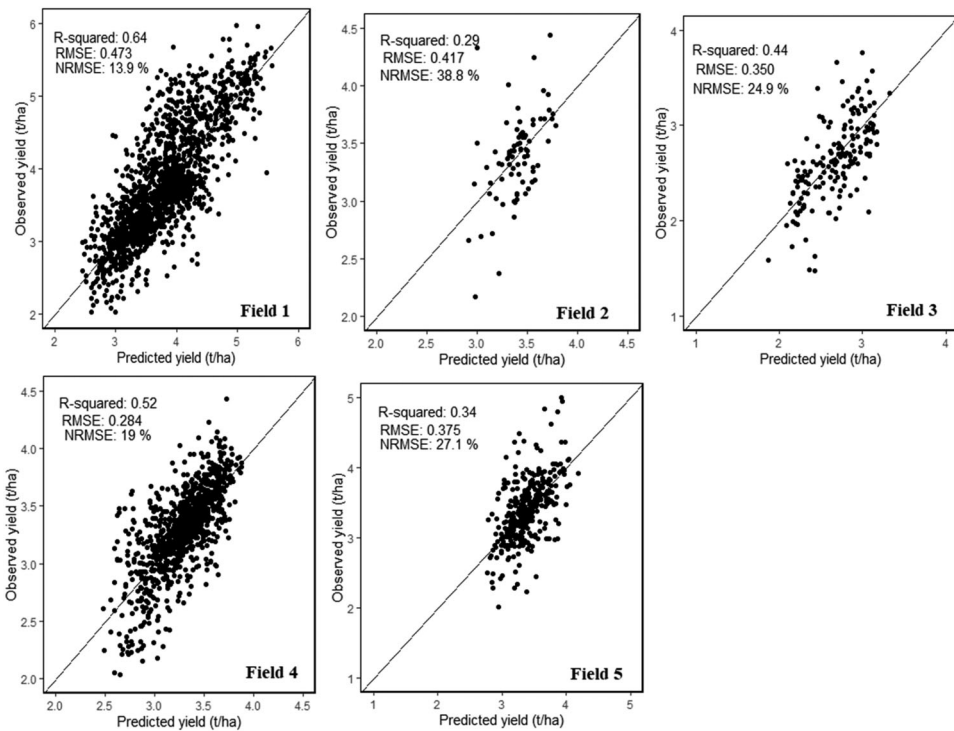 R-squared: 0.64
RMSE: 0.473
NRMSE: 13.9 %
6
5
4
3
2
Observed yield (t/ha)
Field 1
2 3 4 5 6
Predicted yield (t/ha)
R-squared: 0.29
RMSE: 0.417
NRMSE: 38.8 %
4.5
4.0
3.5
3.0
2.5
2.0
Observed yield (t/ha)
Field 2
2.0 2.5 3.0 3.5 4.0 4.5
Predicted yield (t/ha)
R-squared: 0.44
RMSE: 0.350
NRMSE: 24.9 %
4
3
2
1
Observed yield (t/ha)
Field 3
1 2 3 4
Predicted yield (t/ha)
R-squared: 0.52
RMSE: 0.284
NRMSE: 19 %
4.5
4.0
3.5
3.0
2.5
2.0
Observed yield (t/ha)
Field 4
2.0 2.5 3.0 3.5 4.0 4.5
Predicted yield (t/ha)
R-squared: 0.34
RMSE: 0.375
NRMSE: 27.1 %
5
4
3
2
1
Observed yield (t/ha)
Field 5
1 2 3 4 5
Predicted yield (t/ha)